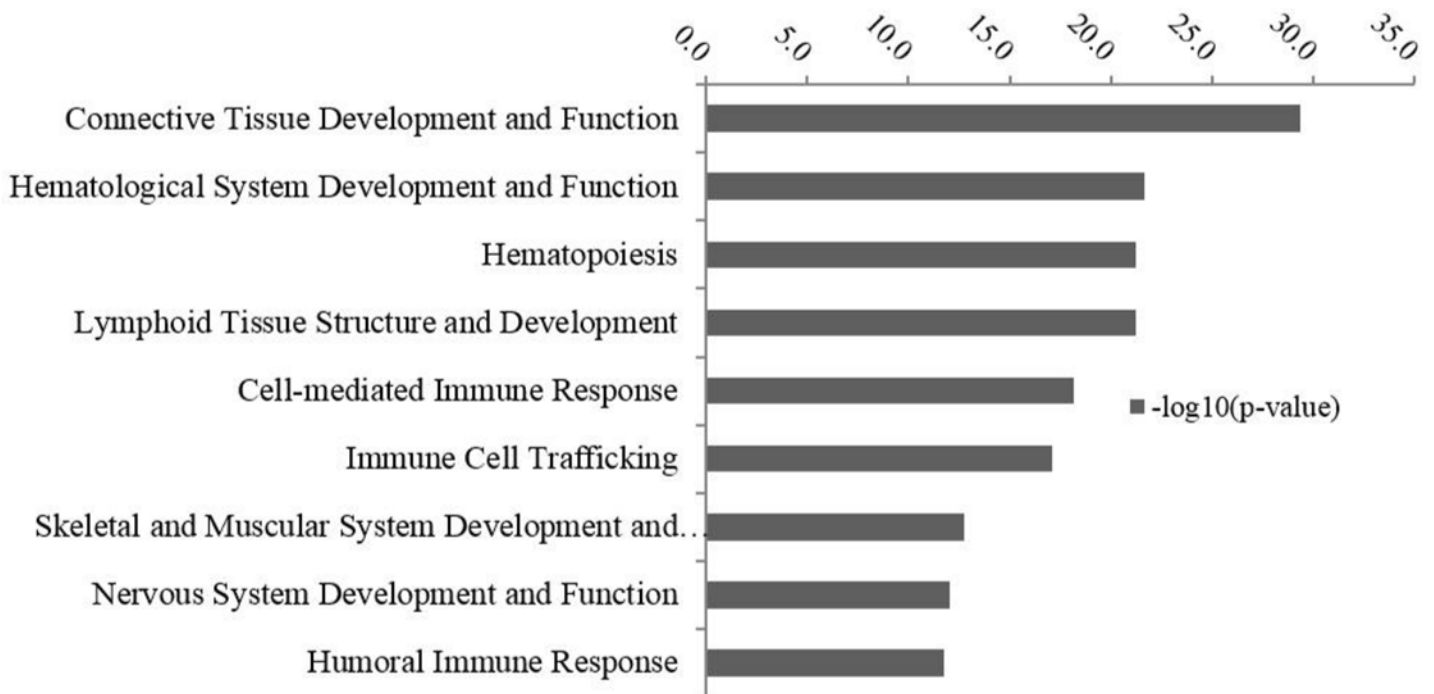 0.0 5.0 10.0 15.0 20.0 25.0 30.0 35.0
Connective Tissue Development and Function
Hematological System Development and Function
Hematopoiesis
Lymphoid Tissue Structure and Development
Cell-mediated Immune Response
-log10(p-value)
Immune Cell Trafficking
Skeletal and Muscular System Development and…
Nervous System Development and Function
Humoral Immune Response